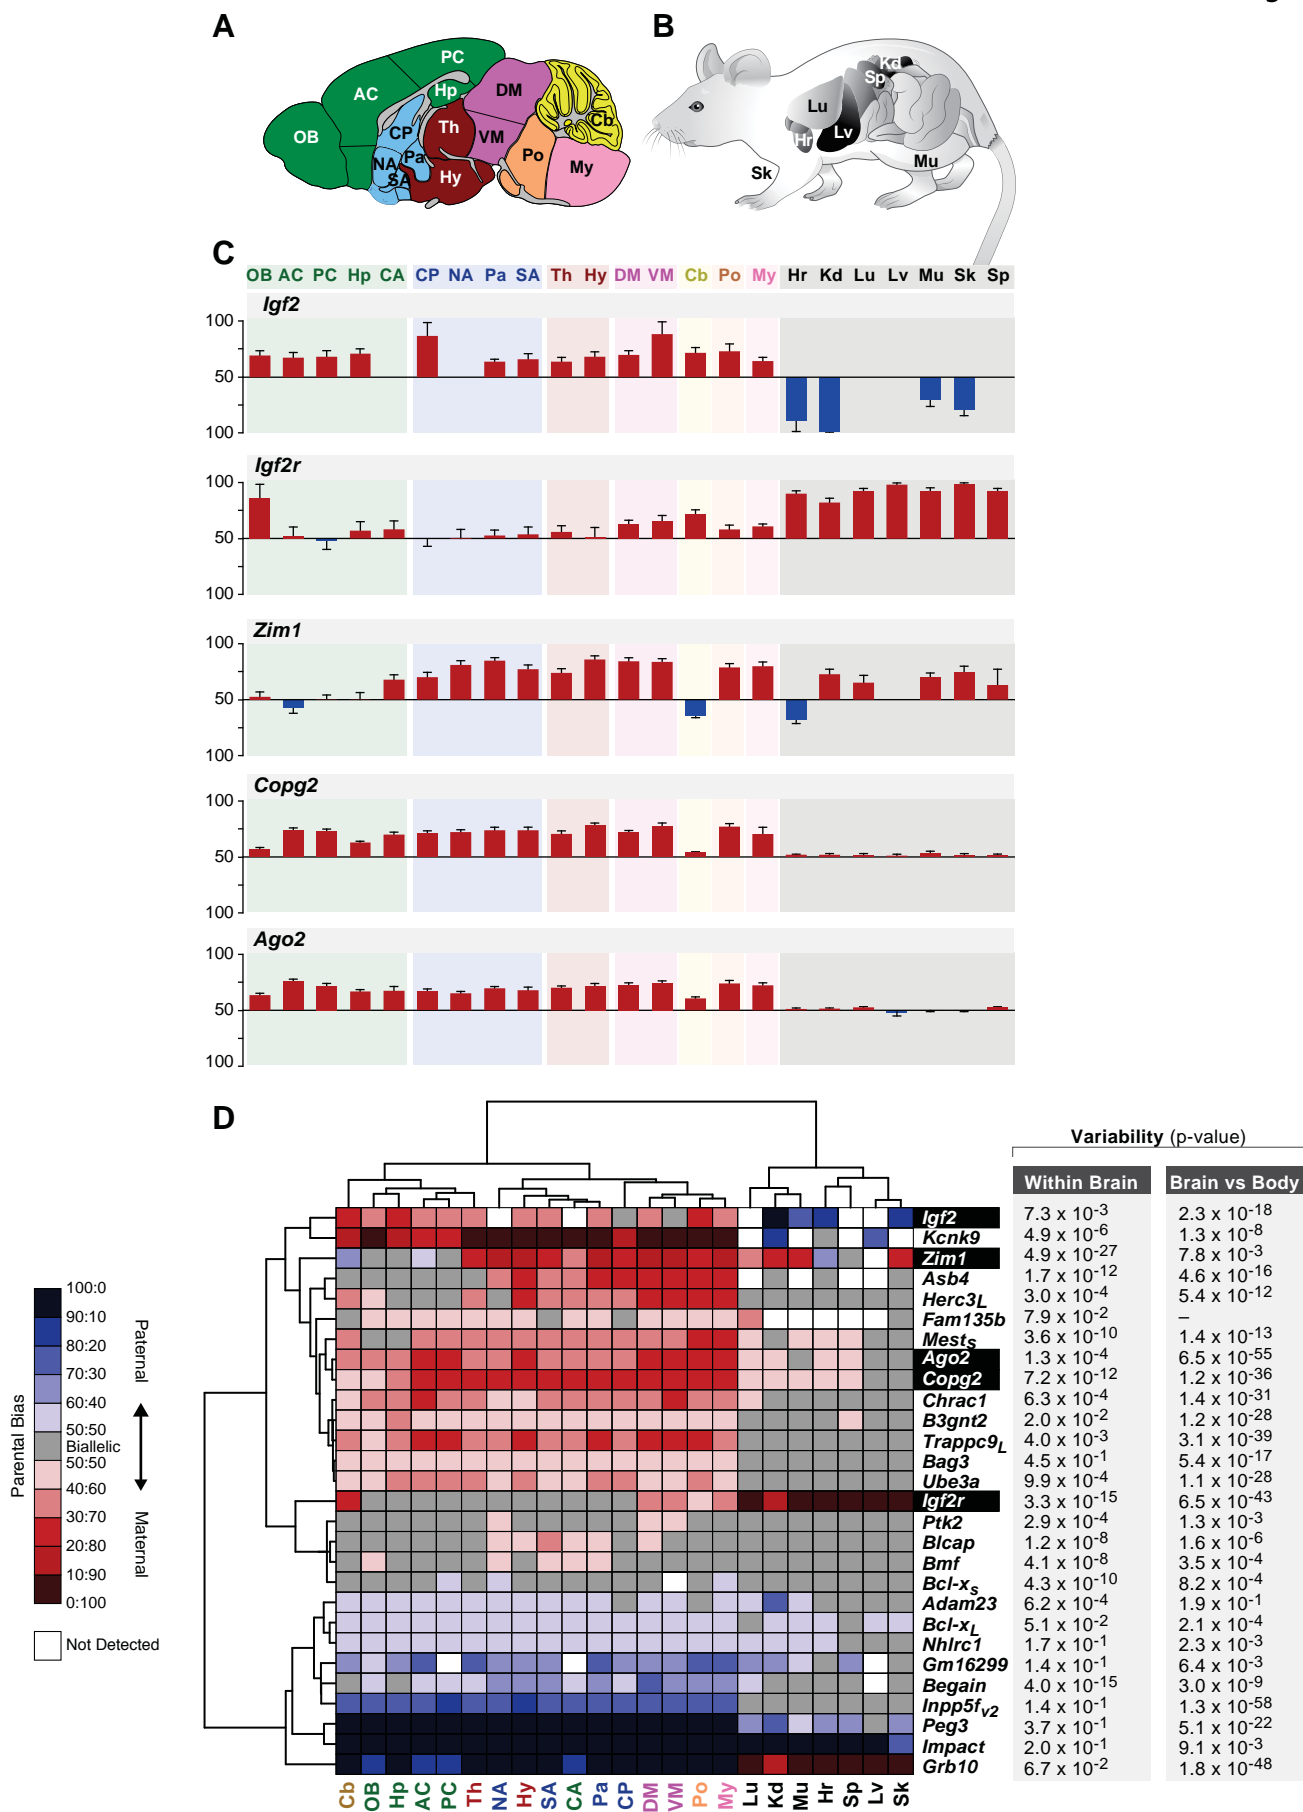 A
B
PC
AC
Hp
DM
OB
CP
Th
VM
Cb
NA
Pa
SA
Hy
Po
My
Kd
Sp
Lu
Hr
Lv
Mu
Sk
C
OB AC PC Hp CA CP NA Pa SA Th Hy DM VM Cb Po My Hr Kd Lu Lv Mu Sk Sp
Igf2
100
50
100
Igf2r
100
50
100
Zim1
100
50
100
Copg2
100
50
100
Ago2
100
50
100
D
Variability (p-value)
Within Brain Brain vs Body
Igf2 7.3 x 10-3 2.3 x 10-18
Kcnk9 4.9 x 10-6 1.3 x 10-8
Zim1 4.9 x 10-27 7.8 x 10-3
Asb4 1.7 x 10-12 4.6 x 10-16
Herc3L 3.0 x 10-4 5.4 x 10-12
Fam135b 7.9 x 10-2 –
Mests 3.6 x 10-10 1.4 x 10-13
Ago2 1.3 x 10-4 6.5 x 10-55
Copg2 7.2 x 10-12 1.2 x 10-36
Chrac1 6.3 x 10-4 1.4 x 10-31
B3gnt2 2.0 x 10-2 1.2 x 10-28
Trappc9L 4.0 x 10-3 3.1 x 10-39
Bag3 4.5 x 10-1 5.4 x 10-17
Ube3a 9.9 x 10-4 1.1 x 10-28
Igf2r 3.3 x 10-15 6.5 x 10-43
Ptk2 2.9 x 10-4 1.3 x 10-3
Blcap 1.2 x 10-8 1.6 x 10-6
Bmf 4.1 x 10-8 3.5 x 10-4
Bcl-xs 4.3 x 10-10 8.2 x 10-4
Adam23 6.2 x 10-4 1.9 x 10-1
Bcl-xL 5.1 x 10-2 2.1 x 10-4
Nhlrc1 1.7 x 10-1 2.3 x 10-3
Gm16299 1.4 x 10-1 6.4 x 10-3
Begain 4.0 x 10-15 3.0 x 10-9
Inpp5fv2 1.4 x 10-1 1.3 x 10-58
Peg3 3.7 x 10-1 5.1 x 10-22
Impact 2.0 x 10-1 9.1 x 10-3
Grb10 6.7 x 10-2 1.8 x 10-48
Cb OB Hp AC PC Th NA Hy SA CA Pa CP DM VM Po My Lu Kd Mu Hr Sp Lv Sk
Parental Bias
100:0
90:10
80:20
70:30
60:40
50:50
Biallelic
50:50
40:60
30:70
20:80
10:90
0:100
Paternal
Maternal
Not Detected